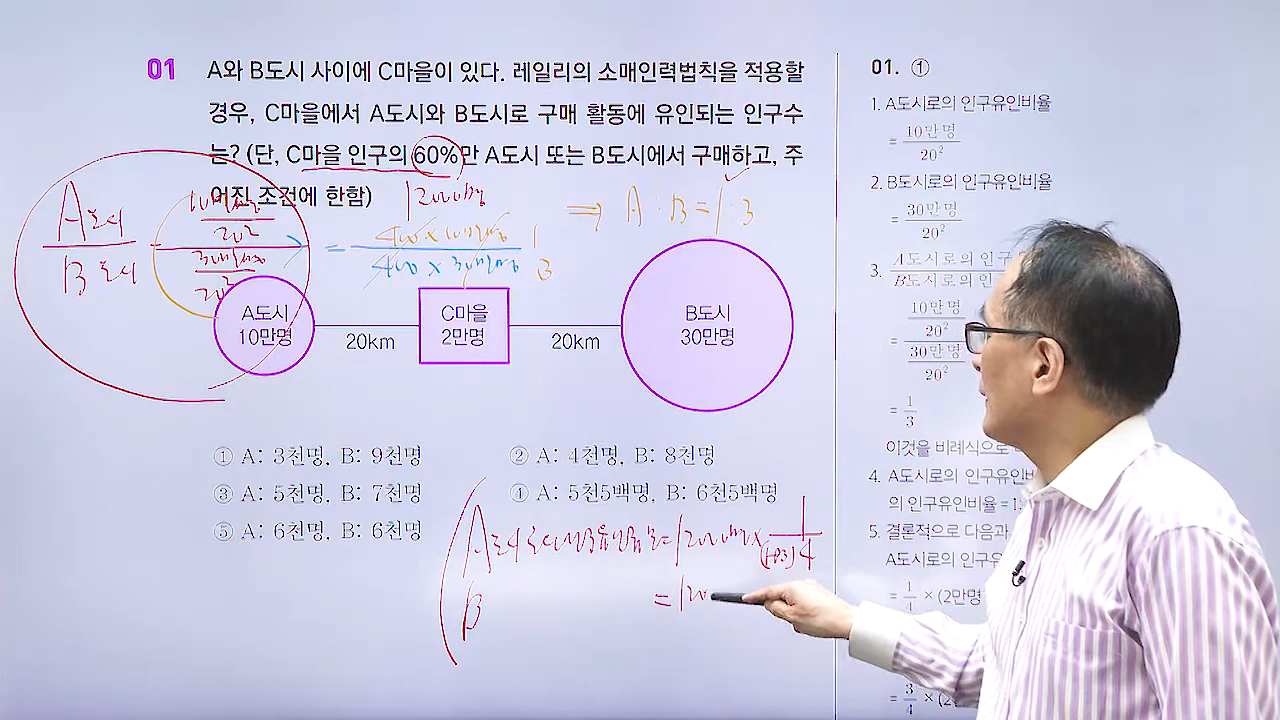 01 A와 B도시 사이에 C마을이 있다. 레일리의 소매인력법칙을 적용할
경우, C마을에서 A도시와 B도시로 구매 활동에 유인되는 인구수
는? (단, C마을 인구의 60%만 A도시 또는 B도시에서 구매하고, 주
어진 조건에 한함)
⇒ A : B = 1 : 3
A도시
10만명
20km
C마을
2만명
20km
B도시
30만명
① A: 3천명, B: 9천명
② A: 4천명, B: 8천명
③ A: 5천명, B: 7천명
④ A: 5천5백명, B: 6천5백명
⑤ A: 6천명, B: 6천명
B
01. ①
1. A도시로의 인구유인비율
= 10만명 / 20²
2. B도시로의 인구유인비율
= 30만명 / 20²
3. A도시로의 인구
B도시로의 인
= 10만명 / 20²
30만명 / 20²
= 1/3
이것을 비례식으로
4. A도시로의 인구유인비
의 인구유인비율 = 1
5. 결론적으로 다음과
A도시로의 인구유
= 1/4 × (2만명
= 3/4 × (2